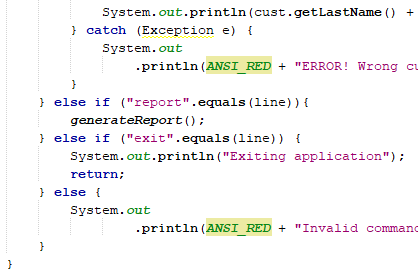 System.out.println(cust.getLastName() +
} catch (Exception e) {
System.out
.println(ANSI_RED + "ERROR! Wrong cu
}
} else if ("report".equals(line)){
generateReport();
} else if ("exit".equals(line)) {
System.out.println("Exiting application");
return;
} else {
System.out
.println(ANSI_RED + "Invalid comman
}
}